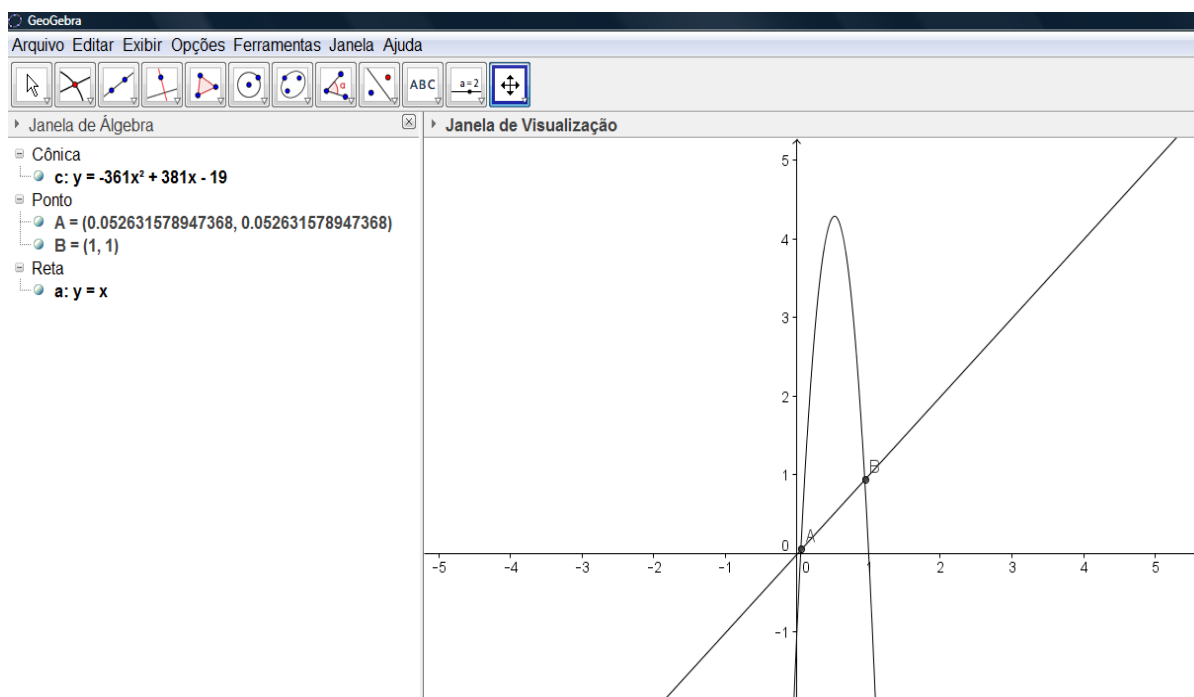 GeoGebra
Arquivo Editar Exibir Opções Ferramentas Janela Ajuda
ABC
a=2
α
Janela de Álgebra
Janela de Visualização
Cônica
c: y = -361x² + 381x - 19
Ponto
A = (0.052631578947368, 0.052631578947368)
B = (1, 1)
Reta
a: y = x
5
4
3
2
1
0
-1
-5 -4 -3 -2 -1 0 1 2 3 4 5
A
B